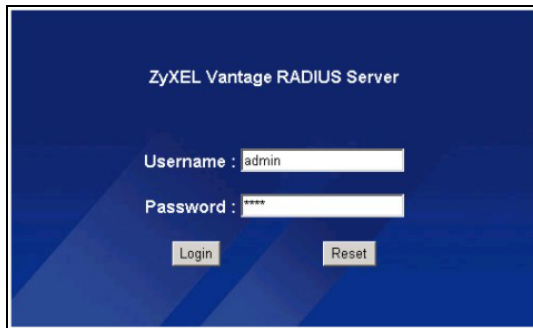 ZyXEL Vantage RADIUS Server
Username : admin
Password : ****
Login Reset